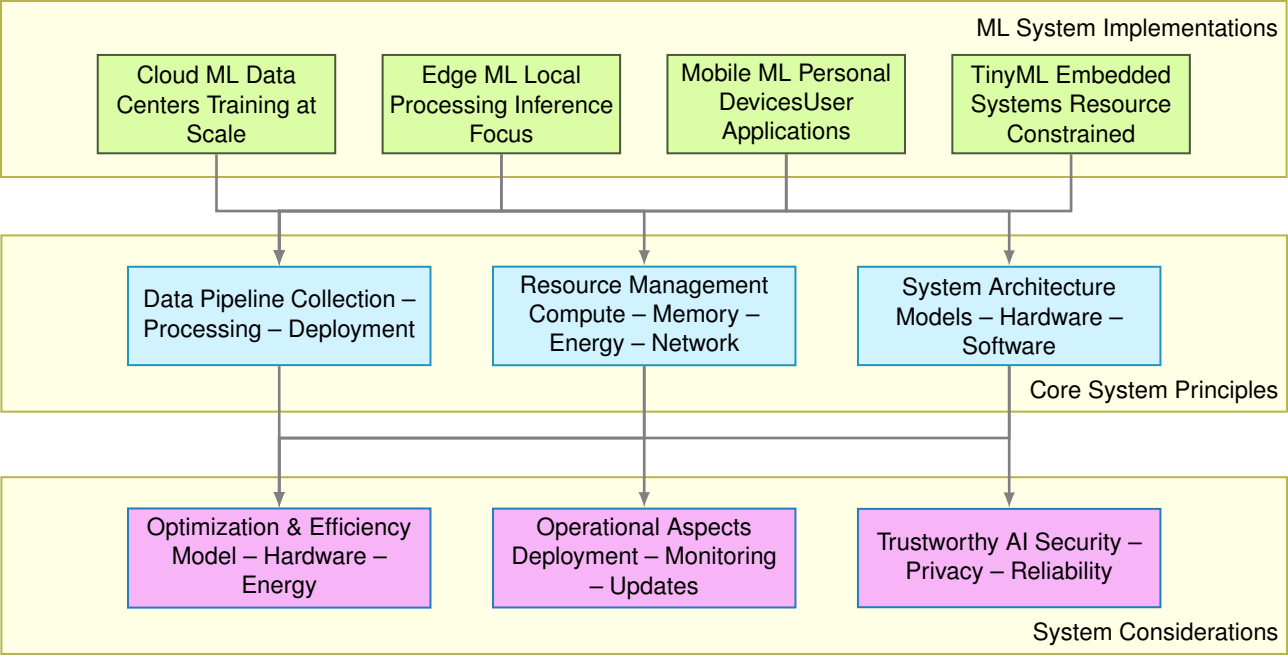 ML System Implementations
Cloud ML Data
Centers Training at
Scale
Edge ML Local
Processing Inference
Focus
Mobile ML Personal
DevicesUser
Applications
TinyML Embedded
Systems Resource
Constrained
Data Pipeline Collection –
Processing – Deployment
Resource Management
Compute – Memory –
Energy – Network
System Architecture
Models – Hardware –
Software
Core System Principles
Optimization & Efficiency
Model – Hardware –
Energy
Operational Aspects
Deployment – Monitoring
– Updates
Trustworthy AI Security –
Privacy – Reliability
System Considerations